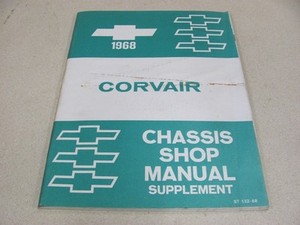 1968
CORVAIR
CHASSIS
SHOP
MANUAL
SUPPLEMENT